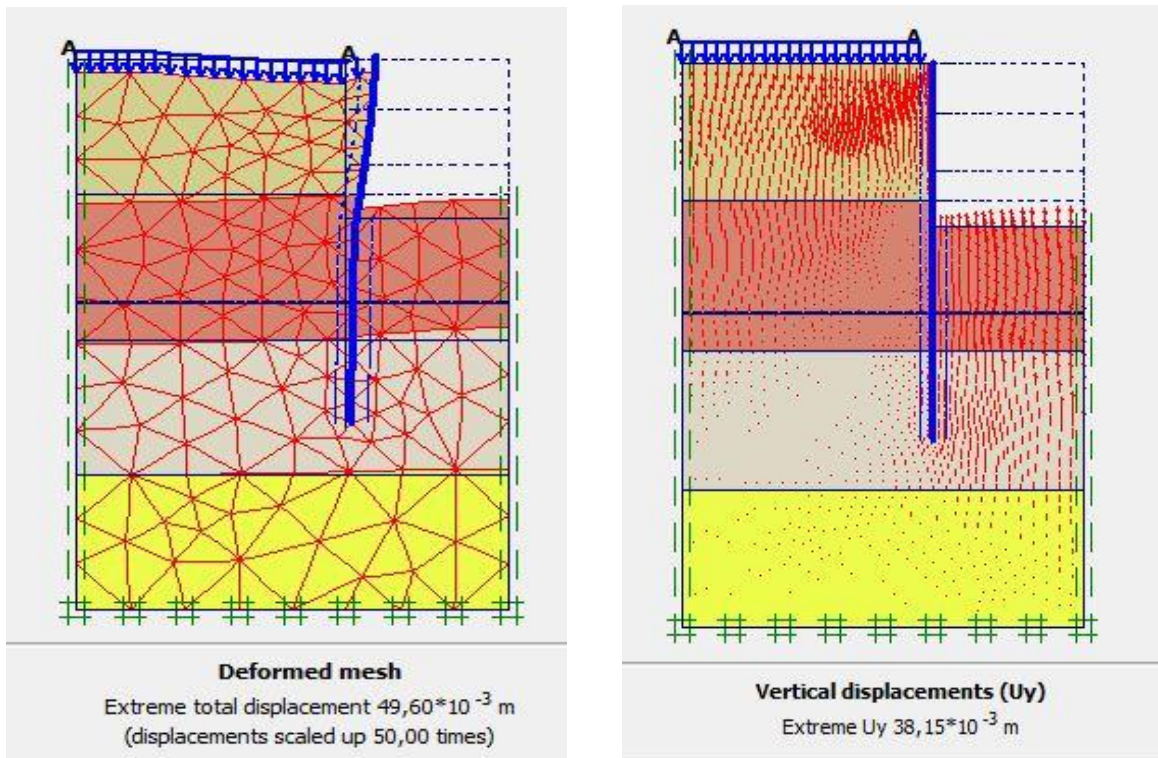 A A
Deformed mesh
Extreme total displacement 49,60*10 -3 m
(displacements scaled up 50,00 times)
A A
Vertical displacements (Uy)
Extreme Uy 38,15*10 -3 m